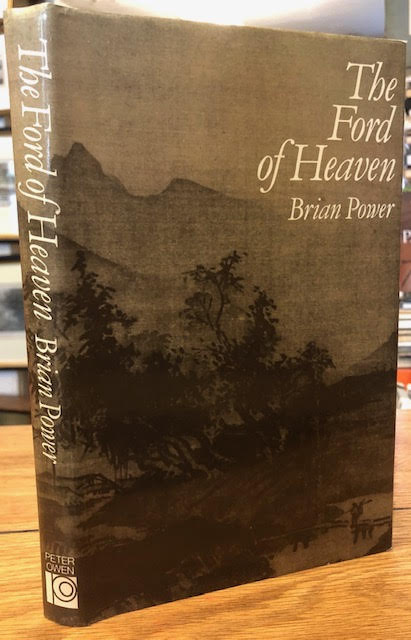 The
Ford
of Heaven
Brian Power
The Ford of Heaven Brian Power
PETER
OWEN